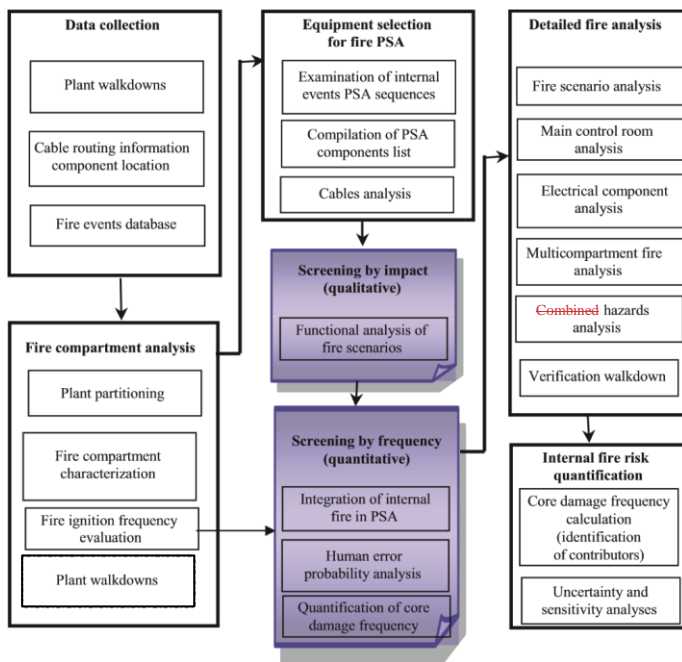 Data collection
Plant walkdowns
Cable routing information
component location
Fire events database
Fire compartment analysis
Plant partitioning
Fire compartment
characterization
Fire ignition frequency
evaluation
Plant walkdowns
Equipment selection
for fire PSA
Examination of internal
events PSA sequences
Compilation of PSA
components list
Cables analysis
Screening by impact
(qualitative)
Functional analysis of
fire scenarios
Screening by frequency
(quantitative)
Integration of internal
fire in PSA
Human error
probability analysis
Quantification of core
damage frequency
Detailed fire analysis
Fire scenario analysis
Main control room
analysis
Electrical component
analysis
Multicompartment fire
analysis
Combined hazards
analysis
Verification walkdown
Internal fire risk
quantification
Core damage frequency
calculation
(identification
of contributors)
Uncertainty and
sensitivity analyses